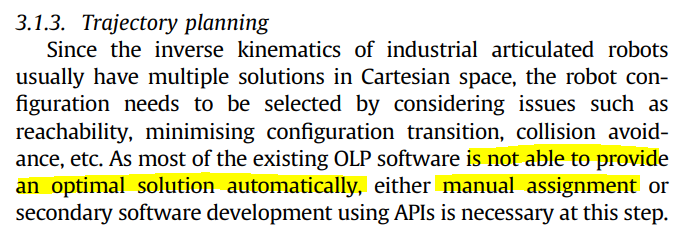 3.1.3. Trajectory planning
Since the inverse kinematics of industrial articulated robots
usually have multiple solutions in Cartesian space, the robot con-
figuration needs to be selected by considering issues such as
reachability, minimising configuration transition, collision avoid-
ance, etc. As most of the existing OLP software is not able to provide
an optimal solution automatically, either manual assignment or
secondary software development using APIs is necessary at this step.